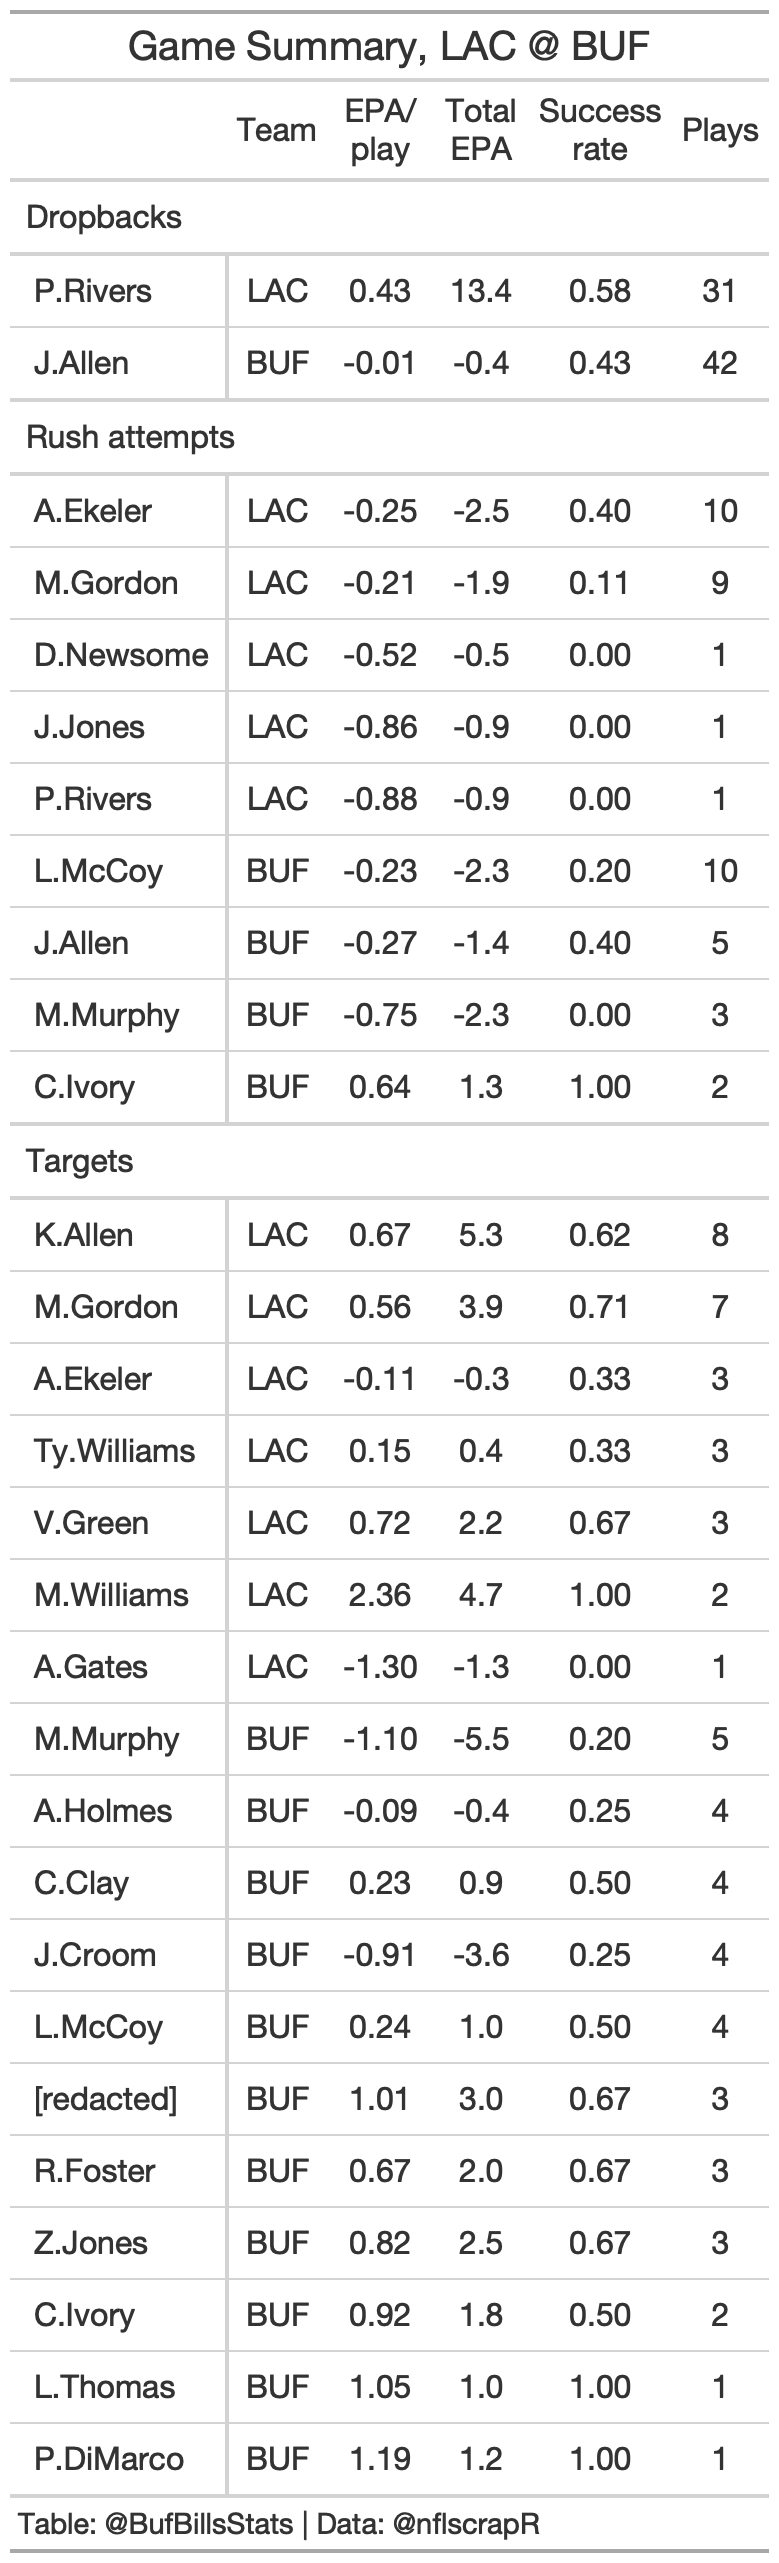 Game Summary, LAC @ BUF
Team EPA/play Total EPA Success rate Plays
Dropbacks
P.Rivers LAC 0.43 13.4 0.58 31
J.Allen BUF -0.01 -0.4 0.43 42
Rush attempts
A.Ekeler LAC -0.25 -2.5 0.40 10
M.Gordon LAC -0.21 -1.9 0.11 9
D.Newsome LAC -0.52 -0.5 0.00 1
J.Jones LAC -0.86 -0.9 0.00 1
P.Rivers LAC -0.88 -0.9 0.00 1
L.McCoy BUF -0.23 -2.3 0.20 10
J.Allen BUF -0.27 -1.4 0.40 5
M.Murphy BUF -0.75 -2.3 0.00 3
C.Ivory BUF 0.64 1.3 1.00 2
Targets
K.Allen LAC 0.67 5.3 0.62 8
M.Gordon LAC 0.56 3.9 0.71 7
A.Ekeler LAC -0.11 -0.3 0.33 3
Ty.Williams LAC 0.15 0.4 0.33 3
V.Green LAC 0.72 2.2 0.67 3
M.Williams LAC 2.36 4.7 1.00 2
A.Gates LAC -1.30 -1.3 0.00 1
M.Murphy BUF -1.10 -5.5 0.20 5
A.Holmes BUF -0.09 -0.4 0.25 4
C.Clay BUF 0.23 0.9 0.50 4
J.Croom BUF -0.91 -3.6 0.25 4
L.McCoy BUF 0.24 1.0 0.50 4
[redacted] BUF 1.01 3.0 0.67 3
R.Foster BUF 0.67 2.0 0.67 3
Z.Jones BUF 0.82 2.5 0.67 3
C.Ivory BUF 0.92 1.8 0.50 2
L.Thomas BUF 1.05 1.0 1.00 1
P.DiMarco BUF 1.19 1.2 1.00 1
Table: @BufBillsStats | Data: @nflscrapR